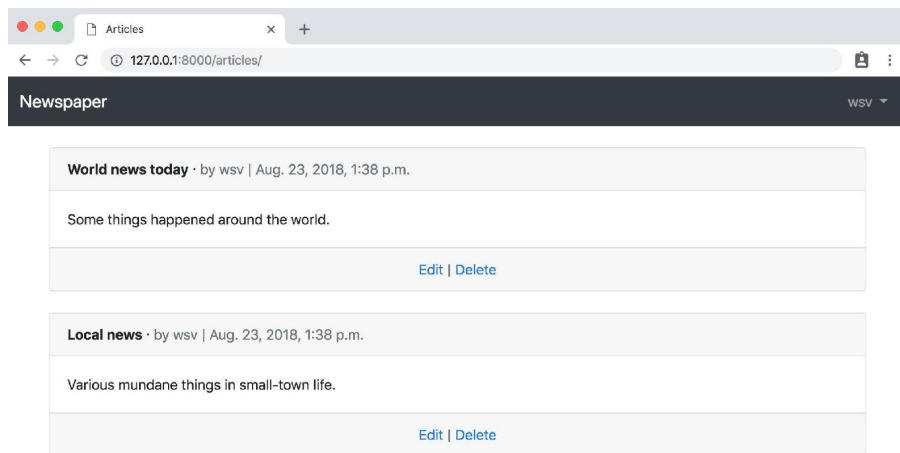 Articles
127.0.0.1:8000/articles/
Newspaper wsv
World news today · by wsv | Aug. 23, 2018, 1:38 p.m.
Some things happened around the world.
Edit | Delete
Local news · by wsv | Aug. 23, 2018, 1:38 p.m.
Various mundane things in small-town life.
Edit | Delete